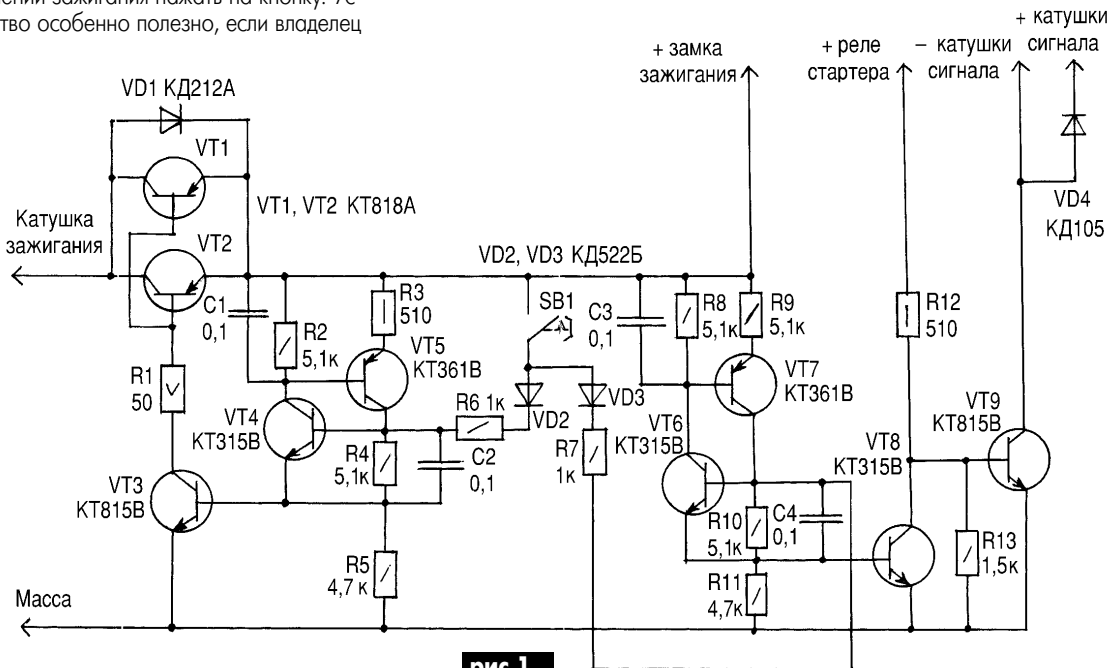 нении зажигания нажать на кнопку. Ус-
тво особенно полезно, если владелец
+ катушки
сигнала
+ замка
зажигания
+ реле
стартера
– катушки
сигнала
VD1 КД212А
VT1
VT1, VT2 КТ818А
Катушка
зажигания
VT2
VD2, VD3 КД522Б
VD4
КД105
C1
0,1
R2
5,1к
R3
510
SB1
C3
0,1
R8
5,1к
R9
5,1к
R12
510
R1
50
VT5
КТ361В
VT7
КТ361В
VT4
КТ315В
R6 1к
VD2
VD3
VT6
КТ315В
VT9
КТ815В
VT8
КТ315В
R4
5,1к
C2
0,1
R7
1к
VT3
КТ815В
R10
5,1к
C4
0,1
R13
1,5к
R5
4,7 к
R11
4,7к
Масса
рис.1